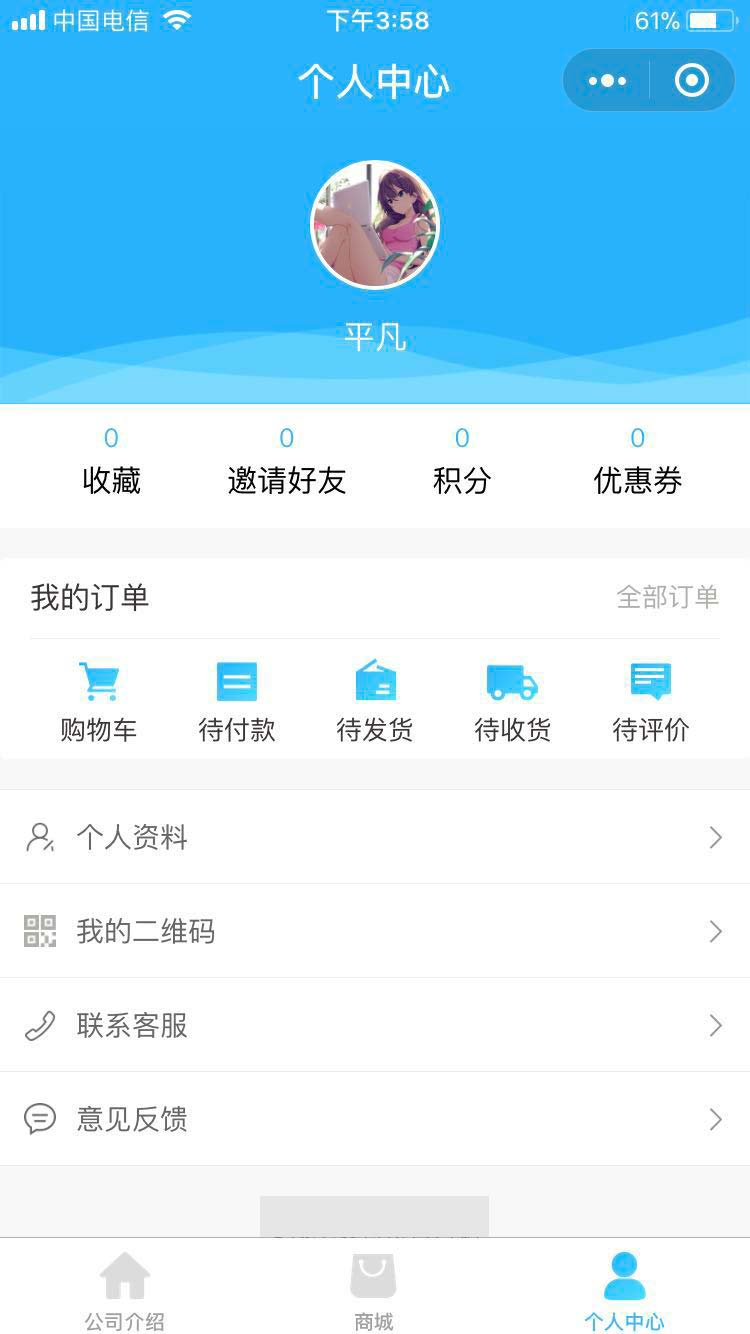 中国电信 下午3:58 61%
个人中心
平凡
0 0 0 0
收藏 邀请好友 积分 优惠券
我的订单 全部订单
购物车 待付款 待发货 待收货 待评价
个人资料
我的二维码
联系客服
意见反馈
公司介绍 商城 个人中心